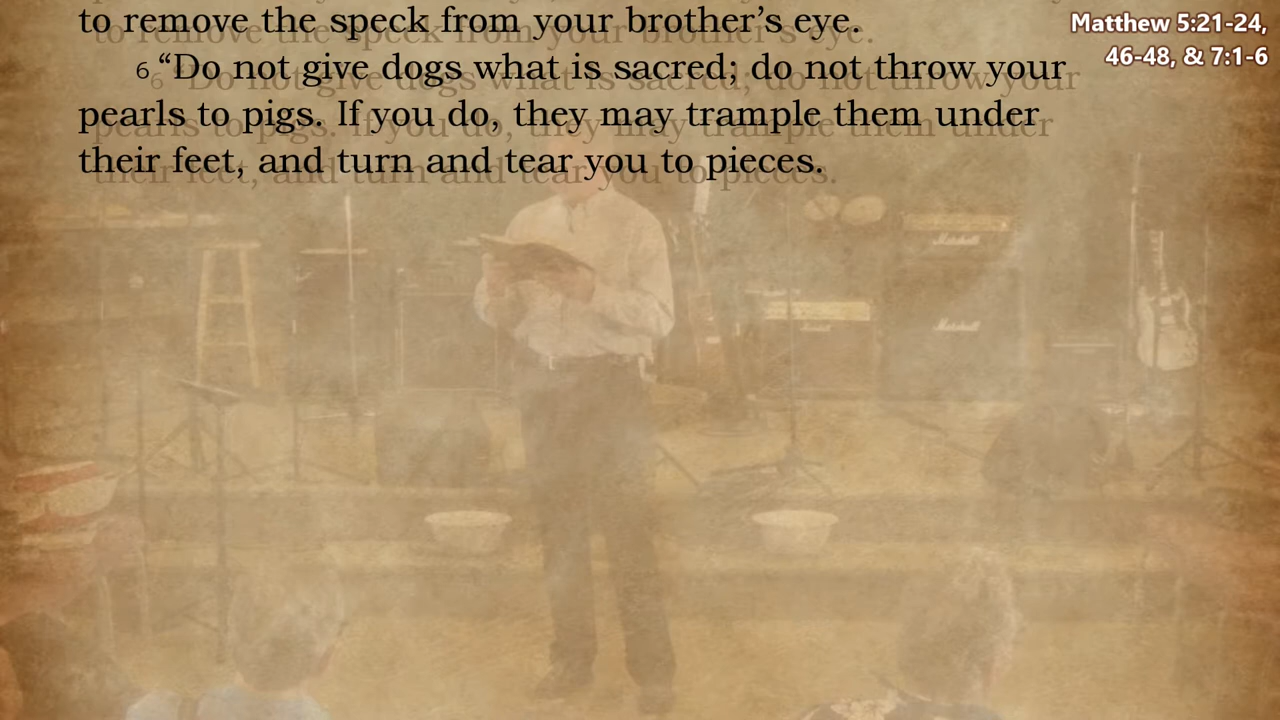 to remove the speck from your brother’s eye.
6 “Do not give dogs what is sacred; do not throw your
pearls to pigs. If you do, they may trample them under
their feet, and turn and tear you to pieces.
Matthew 5:21-24,
46-48, & 7:1-6
Marshall
Marshall